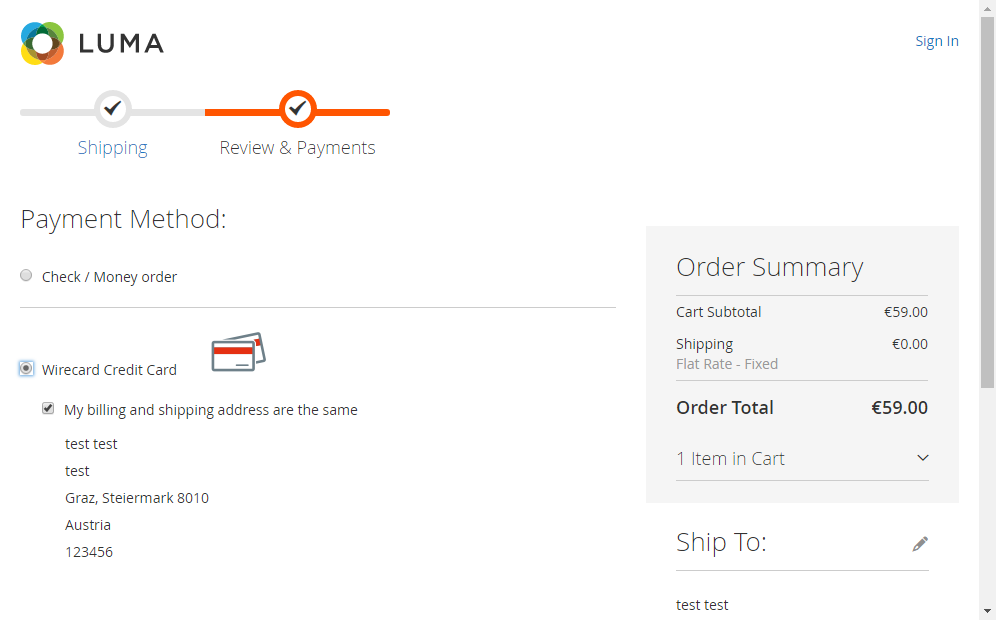 LUMA
Sign In
Shipping
Review & Payments
Payment Method:
Check / Money order
Wirecard Credit Card
My billing and shipping address are the same
test test
test
Graz, Steiermark 8010
Austria
123456
Order Summary
Cart Subtotal €59.00
Shipping €0.00
Flat Rate - Fixed
Order Total €59.00
1 Item in Cart
Ship To:
test test